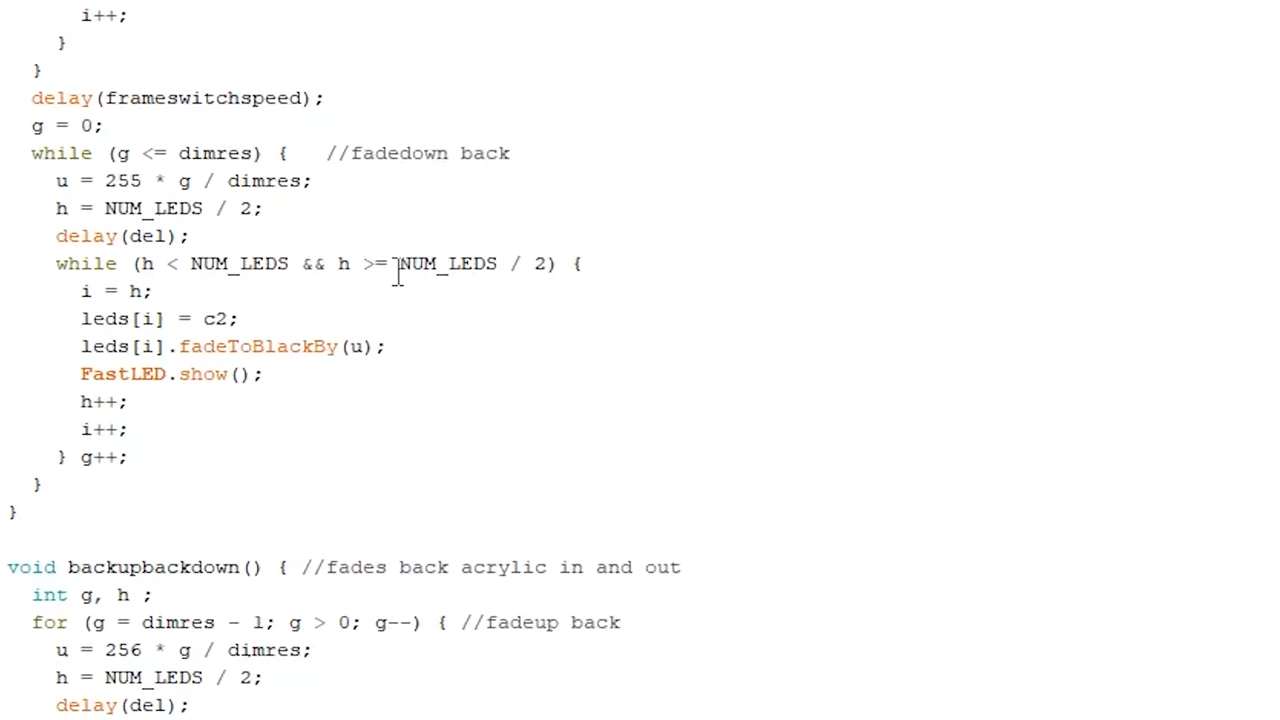 i++;
}
}
delay(frameswitchspeed);
g = 0;
while (g <= dimres) { //fadedown back
u = 255 * g / dimres;
h = NUM_LEDS / 2;
delay(del);
while (h < NUM_LEDS && h >= NUM_LEDS / 2) {
i = h;
leds[i] = c2;
leds[i].fadeToBlackBy(u);
FastLED.show();
h++;
i++;
} g++;
}
}
void backupbackdown() { //fades back acrylic in and out
int g, h ;
for (g = dimres - 1; g > 0; g--) { //fadeup back
u = 256 * g / dimres;
h = NUM_LEDS / 2;
delay(del);